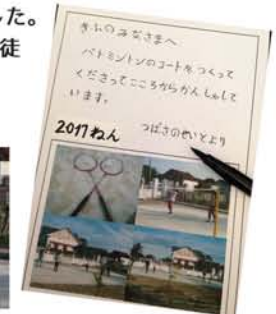 した。
徒
きふのみなさまへ
バドミントンのコートをつくって
くださってこころからかんしゃして
います。
2017ねん
つばさのせいとより